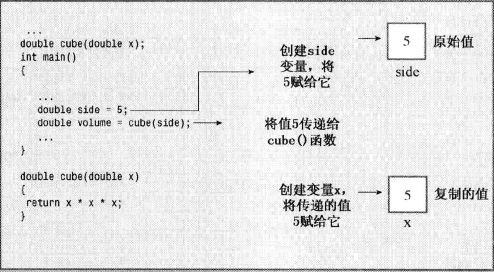 ...
double cube(double x);
int main()
{
...
double side = 5;
double volume = cube(side);
...
}
double cube(double x)
{
return x * x * x;
}
创建side
变量，将
5赋给它
5
原始值
side
将值5传递给
cube()函数
创建变量x，
将传递的值
5赋给它
5
复制的值
x